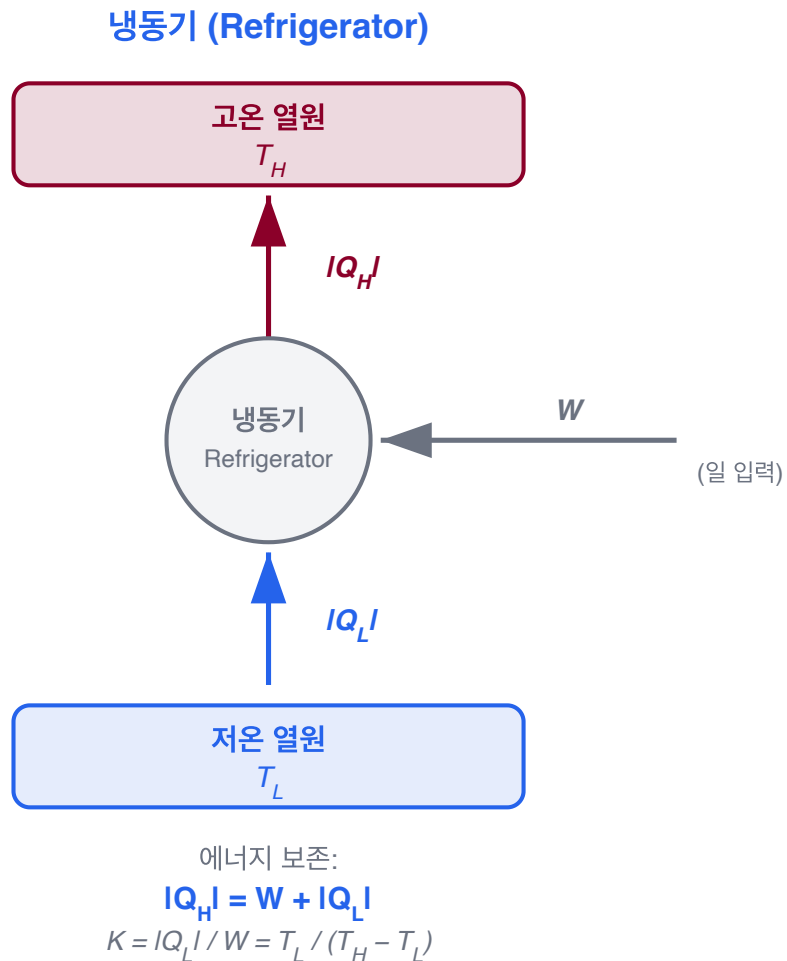 냉동기 (Refrigerator)
고온 열원
T_H
|Q_H|
냉동기
Refrigerator
W
(일 입력)
|Q_L|
저온 열원
T_L
에너지 보존:
|Q_H| = W + |Q_L|
K = |Q_L| / W = T_L / (T_H − T_L)